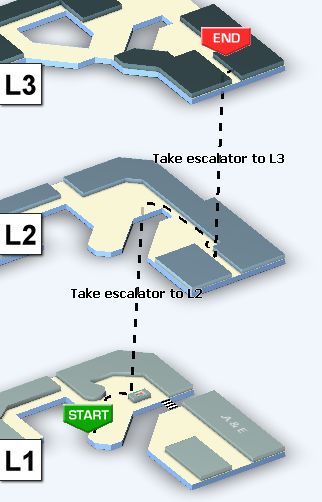 END
L3
Take escalator to L3
L2
Take escalator to L2
START
A&E
L1